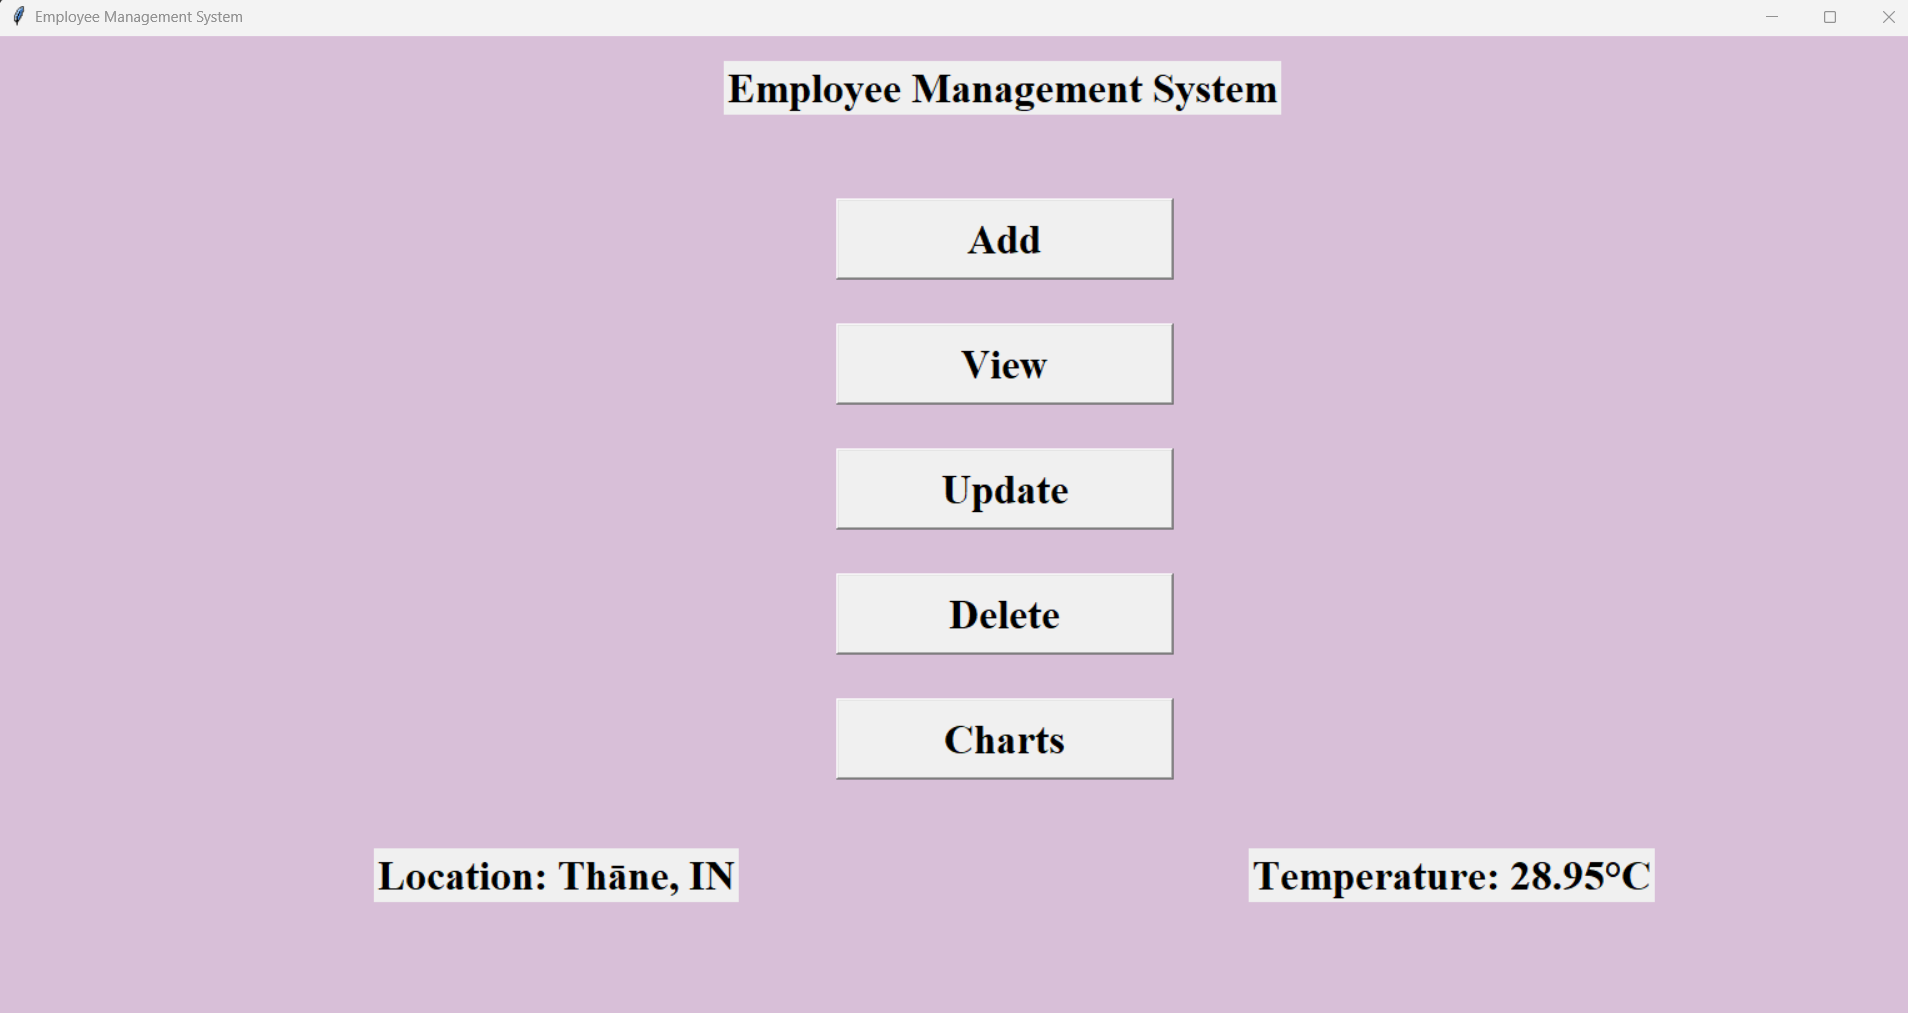 Employee Management System
Employee Management System
Add
View
Update
Delete
Charts
Location: Thāne, IN
Temperature: 28.95°C